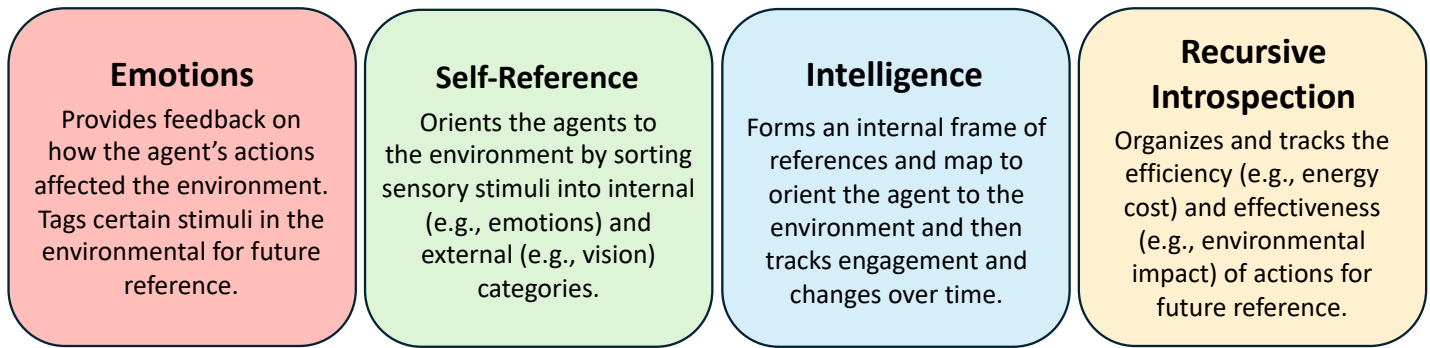 Emotions
Provides feedback on
how the agent's actions
affected the environment.
Tags certain stimuli in the
environmental for future
reference.
Self-Reference
Orients the agents to
the environment by sorting
sensory stimuli into internal
(e.g., emotions) and
external (e.g., vision)
categories.
Intelligence
Forms an internal frame of
references and map to
orient the agent to the
environment and then
tracks engagement and
changes over time.
Recursive
Introspection
Organizes and tracks the
efficiency (e.g., energy
cost) and effectiveness
(e.g., environmental
impact) of actions for
future reference.